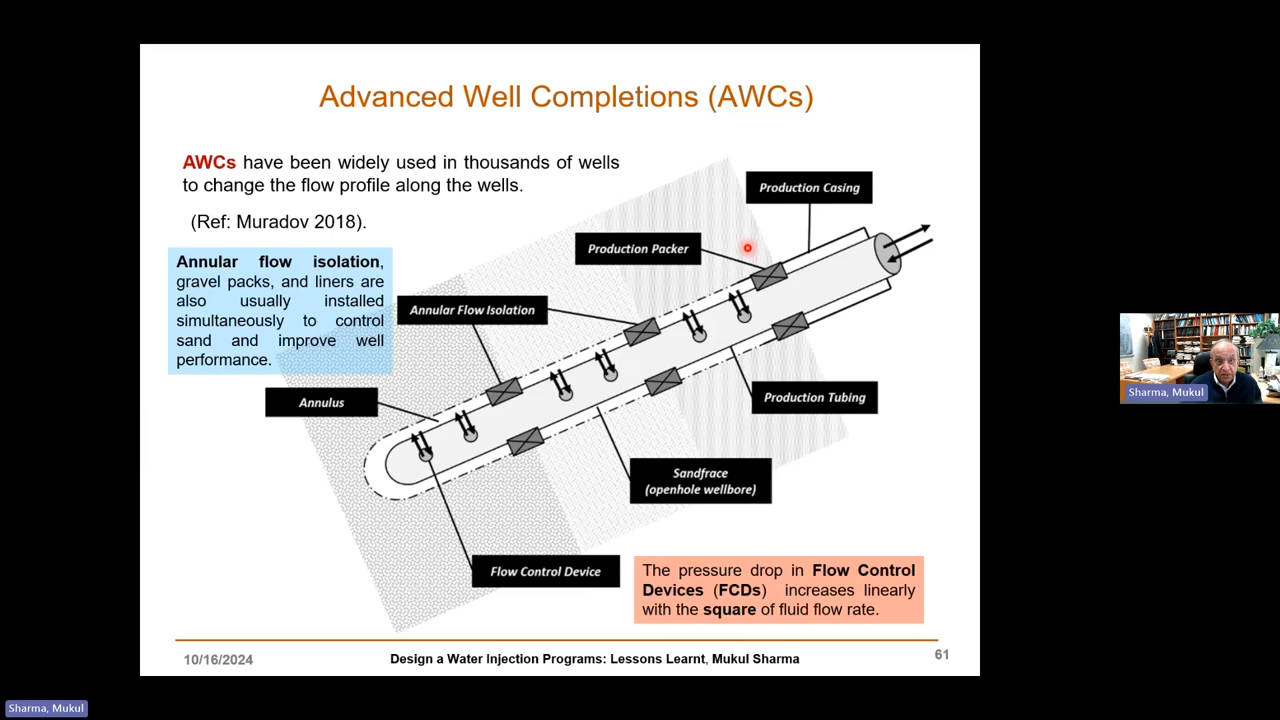 Advanced Well Completions (AWCs)
AWCs have been widely used in thousands of wells
to change the flow profile along the wells.
(Ref: Muradov 2018).
Annular flow isolation,
gravel packs, and liners are
also usually installed
simultaneously to control
sand and improve well
performance.
Production Casing
Production Packer
Annular Flow Isolation
Annulus
Production Tubing
Sandfrace
(openhole wellbore)
Flow Control Device
The pressure drop in Flow Control
Devices (FCDs) increases linearly
with the square of fluid flow rate.
10/16/2024
Design a Water Injection Programs: Lessons Learnt, Mukul Sharma
61
Sharma, Mukul
Sharma, Mukul